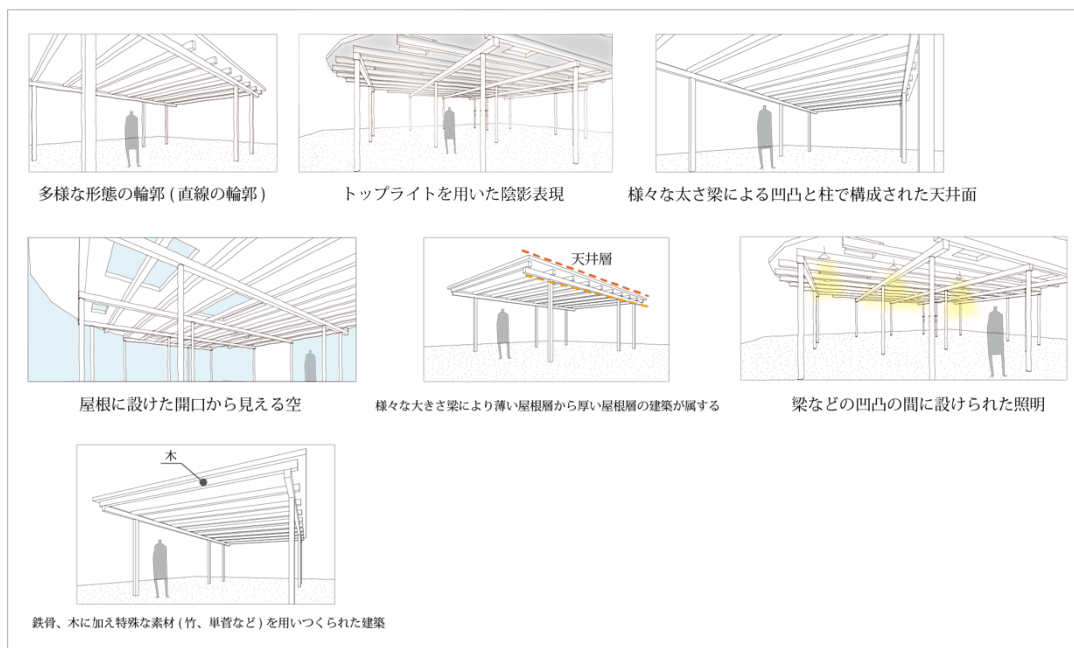 多様な形態の輪郭 ( 直線の輪郭 )
トップライトを用いた陰影表現
様々な太さ梁による凹凸と柱で構成された天井面
天井層
屋根に設けた開口から見える空
様々な大きさ梁により薄い屋根層から厚い屋根層の建築が属する
梁などの凹凸の間に設けられた照明
木
鉄骨、木に加え特殊な素材 ( 竹、単菅など ) を用いつくられた建築